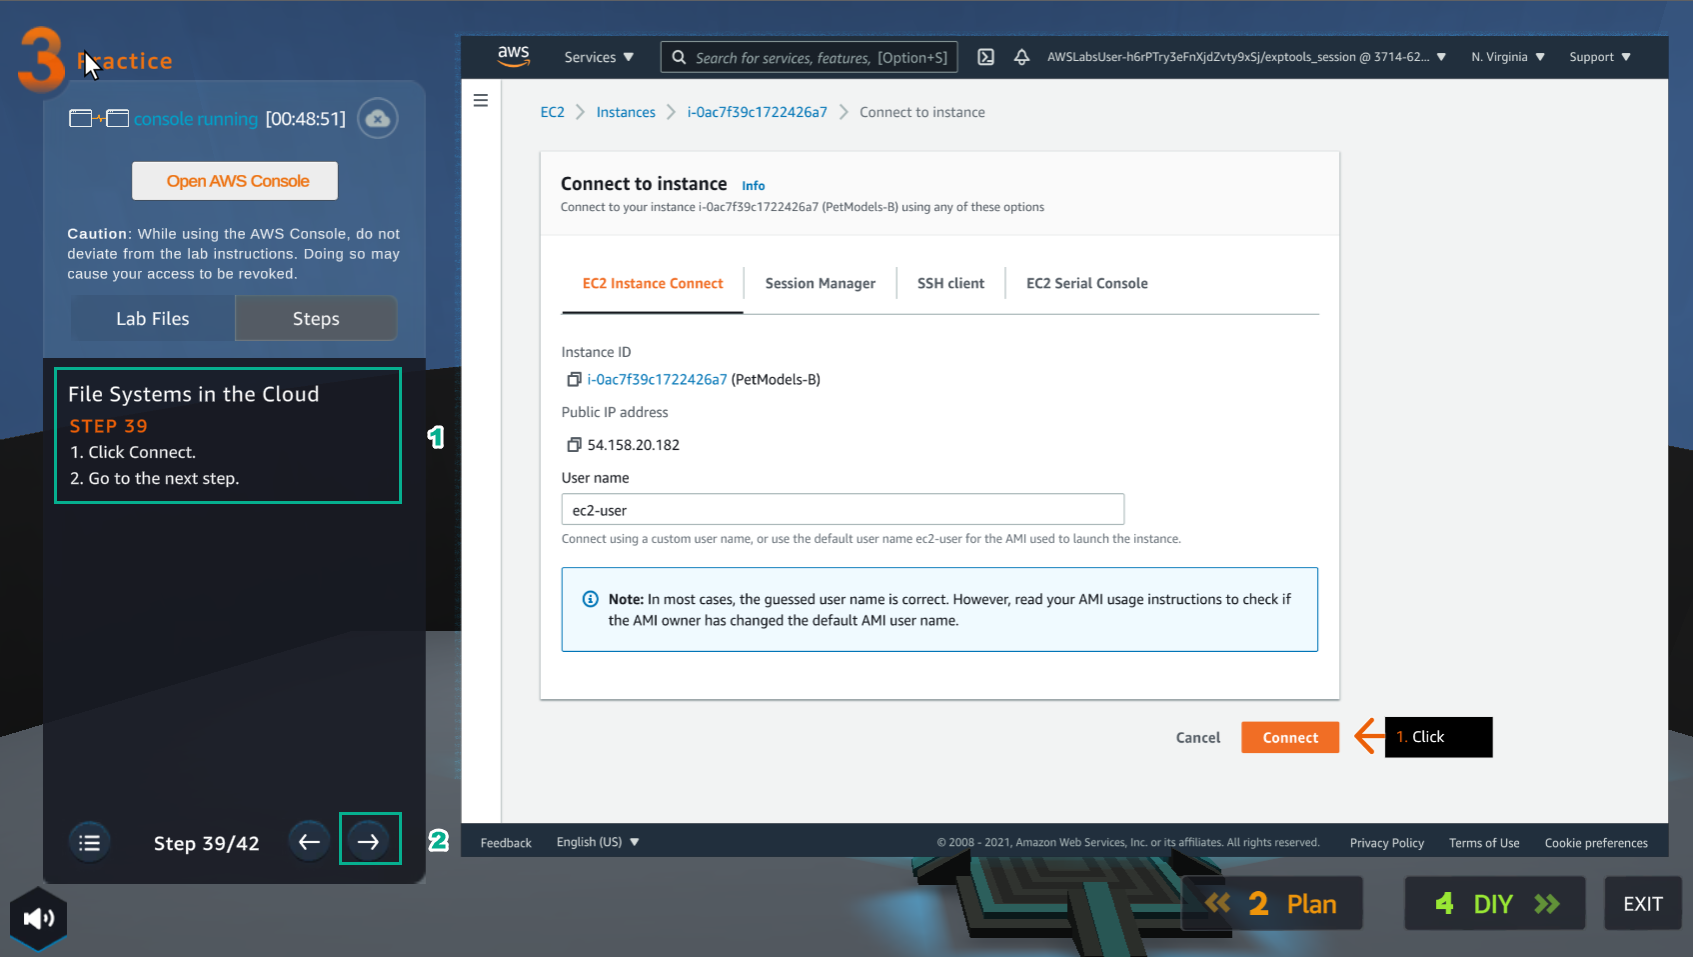 3 Practice
console running [00:48:51]
Open AWS Console
Caution: While using the AWS Console, do not
deviate from the lab instructions. Doing so may
cause your access to be revoked.
Lab Files
Steps
File Systems in the Cloud
STEP 39
1. Click Connect.
2. Go to the next step.
1
Step 39/42
2
aws
Services
Search for services, features, [Option+S]
AWSLabsUser-h6rPTry3eFnXjdZvty9xSj/exptools_session @ 3714-62...
N. Virginia
Support
EC2
Instances
i-0ac7f39c1722426a7
Connect to instance
Connect to instance Info
Connect to your instance i-0ac7f39c1722426a7 (PetModels-B) using any of these options
EC2 Instance Connect
Session Manager
SSH client
EC2 Serial Console
Instance ID
i-0ac7f39c1722426a7 (PetModels-B)
Public IP address
54.158.20.182
User name
ec2-user
Connect using a custom user name, or use the default user name ec2-user for the AMI used to launch the instance.
Note: In most cases, the guessed user name is correct. However, read your AMI usage instructions to check if
the AMI owner has changed the default AMI user name.
Cancel
Connect
1. Click
Feedback
English (US)
© 2008 - 2021, Amazon Web Services, Inc. or its affiliates. All rights reserved.
Privacy Policy
Terms of Use
Cookie preferences
2 Plan
4 DIY
EXIT